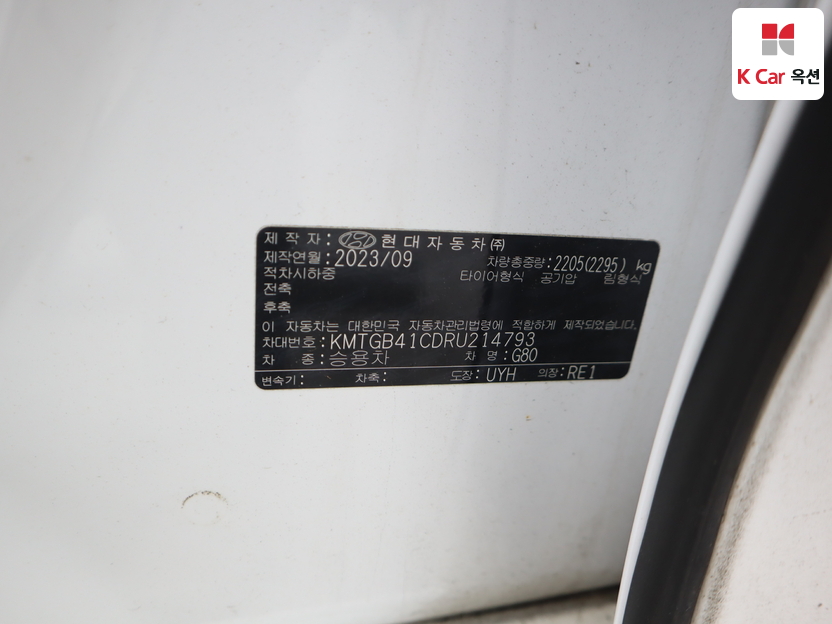 K Car 옥션
제 작 자 : 현대자동차㈜
제작연월 : 2023/09 차량총중량 : 2205(2295) kg
적차시하중 타이어형식 공기압 림형식
전축
후축
이 자동차는 대한민국 자동차관리법령에 적합하게 제작되었습니다.
차대번호 : KMTGB41CDRU214793
차 종 : 승용차 차 명 : G80
변속기 : 차축 : 도장 : UYH 의장 : RE1